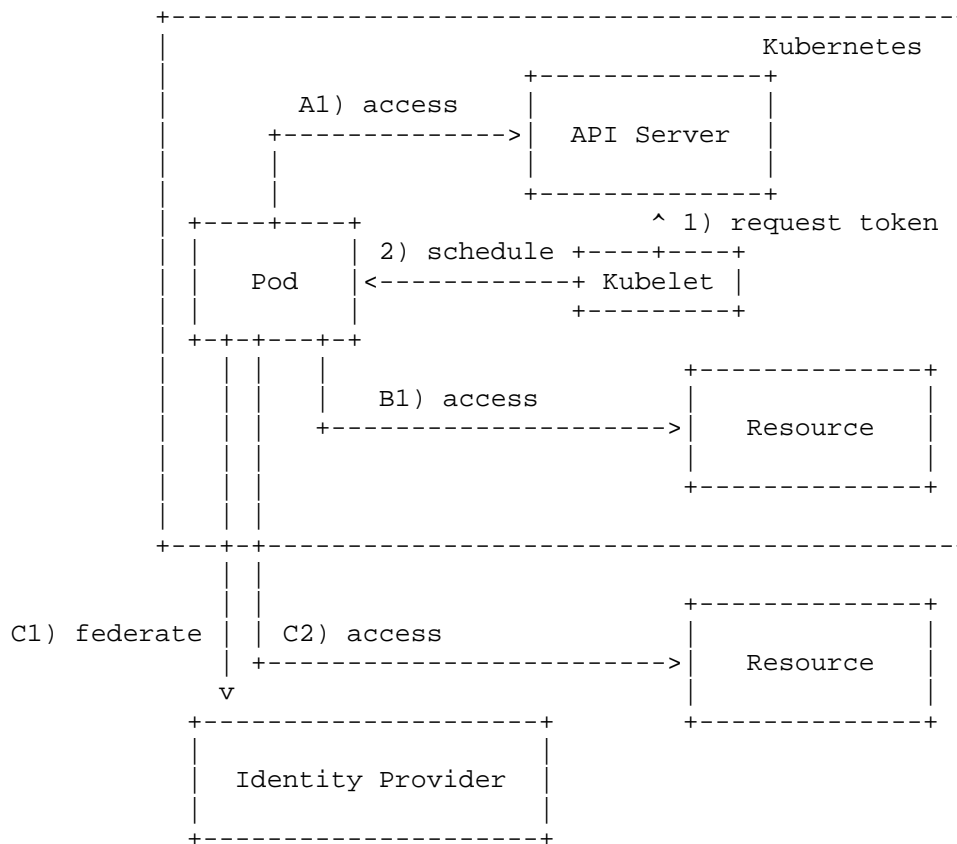 Kubernetes
A1) access
API Server
1) request token
2) schedule
Pod
Kubelet
B1) access
Resource
C1) federate
C2) access
Resource
Identity Provider